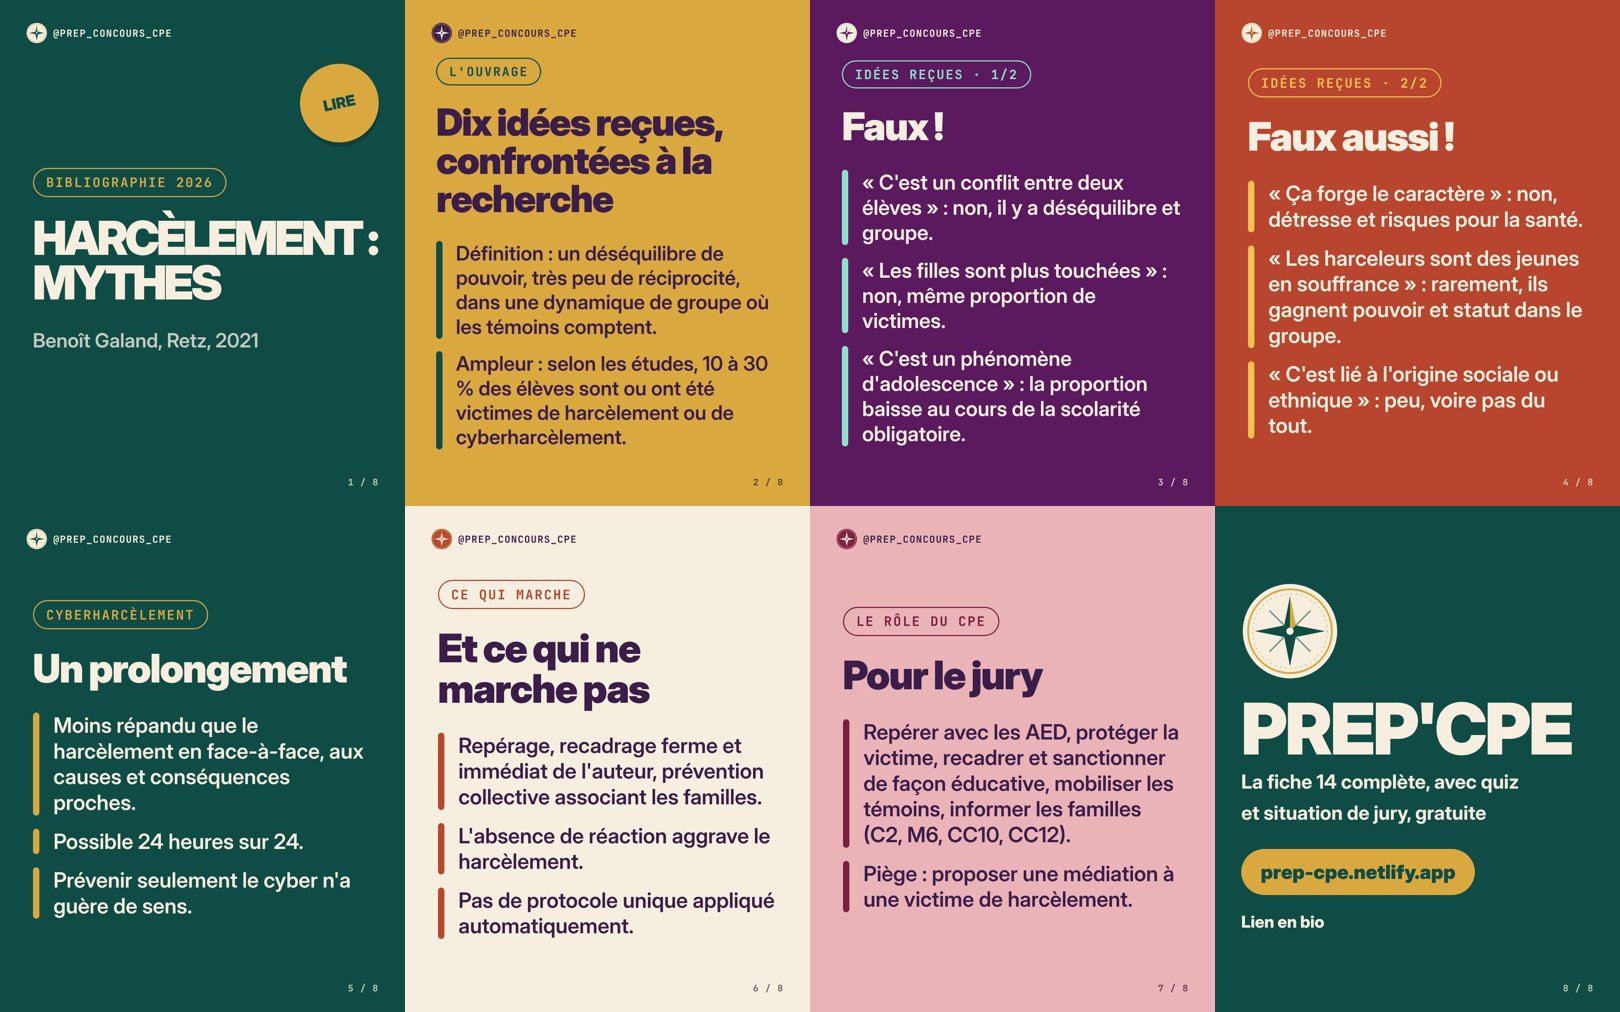 @PREP_CONCOURS_CPE
LIRE
BIBLIOGRAPHIE 2026
HARCÈLEMENT :
MYTHES
Benoît Galand, Retz, 2021
1 / 8
@PREP_CONCOURS_CPE
L'OUVRAGE
Dix idées reçues,
confrontées à la
recherche
Définition : un déséquilibre de
pouvoir, très peu de réciprocité,
dans une dynamique de groupe où
les témoins comptent.
Ampleur : selon les études, 10 à 30
% des élèves sont ou ont été
victimes de harcèlement ou de
cyberharcèlement.
2 / 8
@PREP_CONCOURS_CPE
IDÉES REÇUES · 1/2
Faux !
« C'est un conflit entre deux
élèves » : non, il y a déséquilibre et
groupe.
« Les filles sont plus touchées » :
non, même proportion de
victimes.
« C'est un phénomène
d'adolescence » : la proportion
baisse au cours de la scolarité
obligatoire.
3 / 8
@PREP_CONCOURS_CPE
IDÉES REÇUES · 2/2
Faux aussi !
« Ça forge le caractère » : non,
détresse et risques pour la santé.
« Les harceleurs sont des jeunes
en souffrance » : rarement, ils
gagnent pouvoir et statut dans le
groupe.
« C'est lié à l'origine sociale ou
ethnique » : peu, voire pas du
tout.
4 / 8
@PREP_CONCOURS_CPE
CYBERHARCÈLEMENT
Un prolongement
Moins répandu que le
harcèlement en face-à-face, aux
causes et conséquences
proches.
Possible 24 heures sur 24.
Prévenir seulement le cyber n'a
guère de sens.
5 / 8
@PREP_CONCOURS_CPE
CE QUI MARCHE
Et ce qui ne
marche pas
Repérage, recadrage ferme et
immédiat de l'auteur, prévention
collective associant les familles.
L'absence de réaction aggrave le
harcèlement.
Pas de protocole unique appliqué
automatiquement.
6 / 8
@PREP_CONCOURS_CPE
LE RÔLE DU CPE
Pour le jury
Repérer avec les AED, protéger la
victime, recadrer et sanctionner
de façon éducative, mobiliser les
témoins, informer les familles
(C2, M6, CC10, CC12).
Piège : proposer une médiation à
une victime de harcèlement.
7 / 8
PREP'CPE
La fiche 14 complète, avec quiz
et situation de jury, gratuite
prep-cpe.netlify.app
Lien en bio
8 / 8